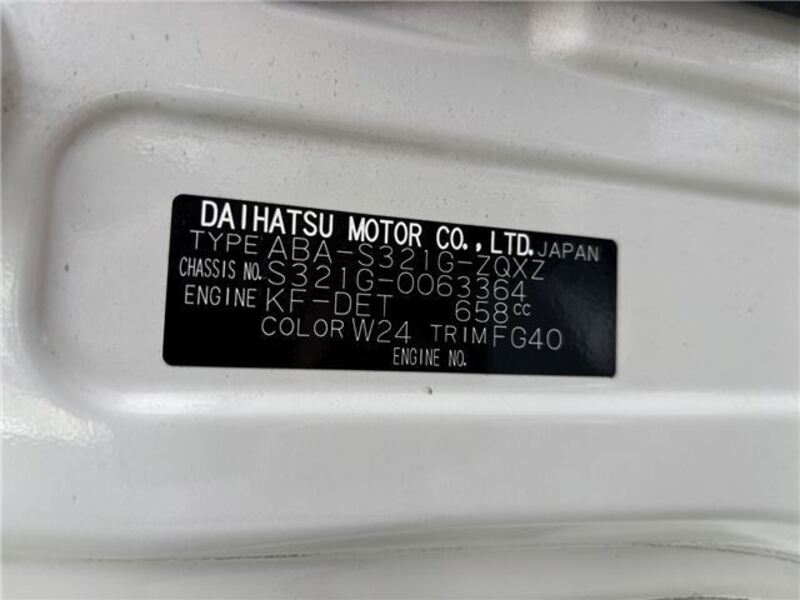 DAIHATSU MOTOR CO.,LTD. JAPAN
TYPE ABA-S321G-ZQXZ
CHASSIS NO. S321G-0063364
ENGINE KF-DET 658cc
COLOR W24 TRIM FG40
ENGINE NO.